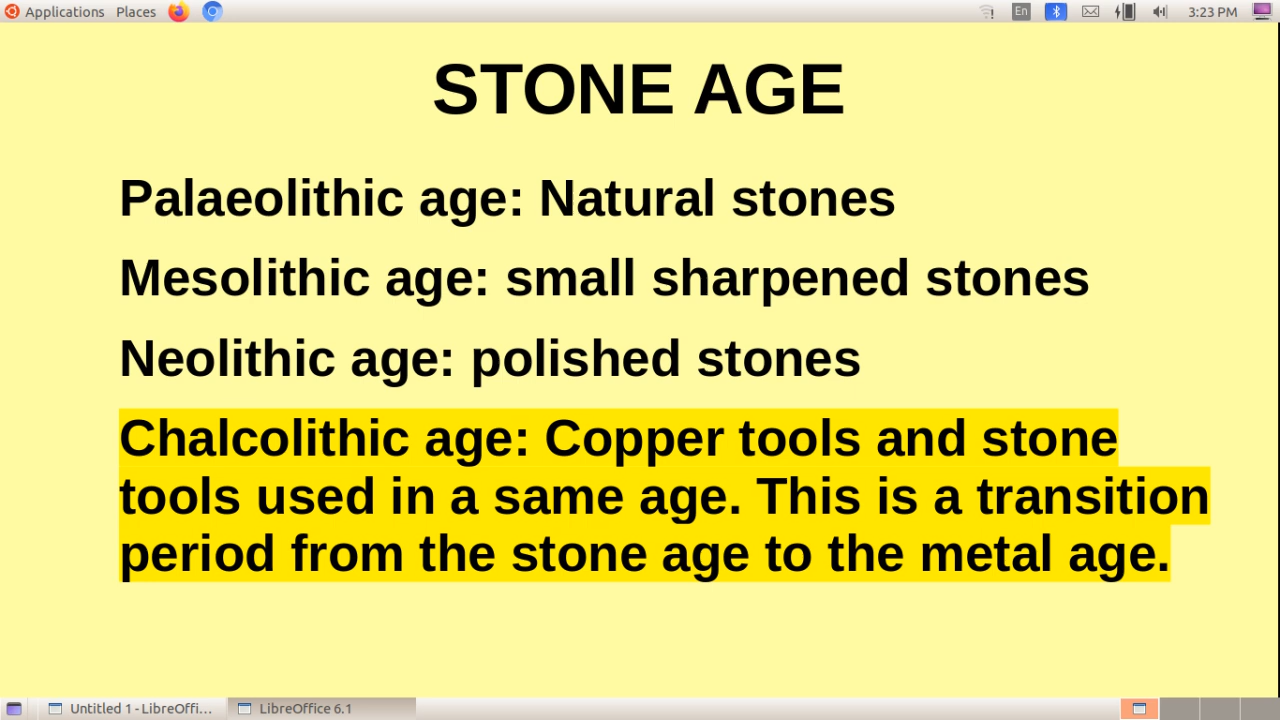 Applications Places En 3:23 PM
STONE AGE
Palaeolithic age: Natural stones
Mesolithic age: small sharpened stones
Neolithic age: polished stones
Chalcolithic age: Copper tools and stone
tools used in a same age. This is a transition
period from the stone age to the metal age.
Untitled 1 - LibreOffi... LibreOffice 6.1